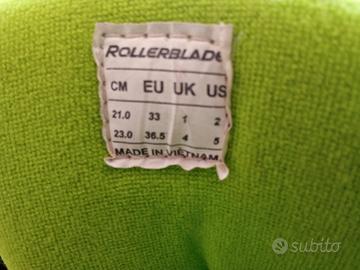 ROLLERBLADE
CM EU UK US
21.0 33 1 2
23.0 36.5 4 5
MADE IN VIETNAM
subito